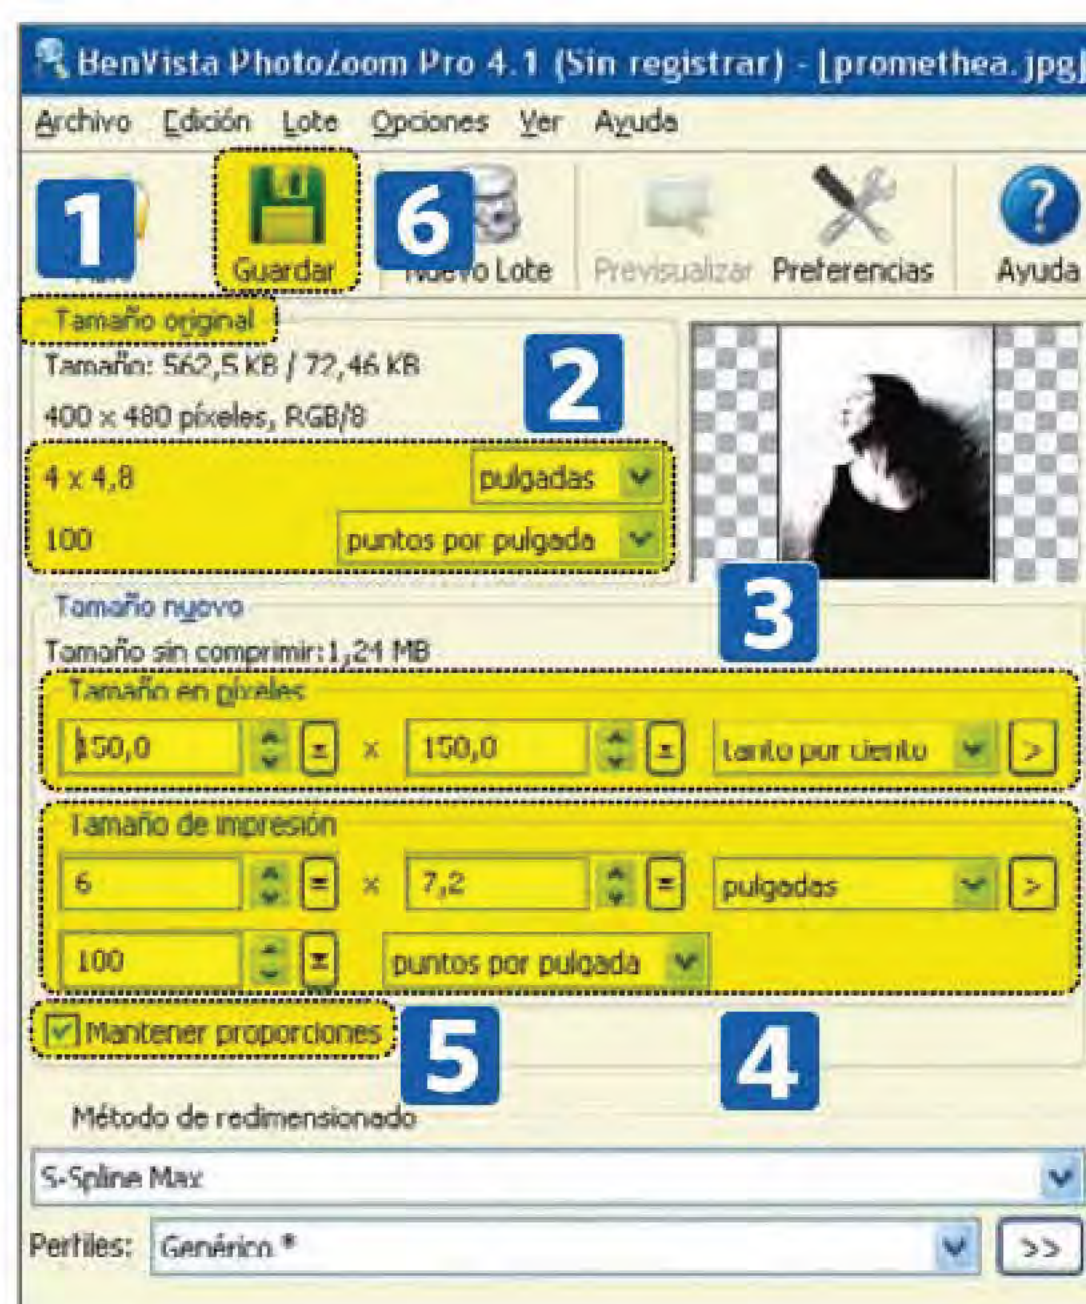 BenVista PhotoZoom Pro 4.1 (Sin registrar) - [promethea.jpg]
Archivo Edición Lote Opciones Ver Ayuda
1 6
Guardar Nuevo Lote Previsualizar Preferencias Ayuda
Tamaño original
Tamaño: 562,5 KB / 72,46 KB
2
400 x 480 píxeles, RGB/8
4 x 4,8 pulgadas
100 puntos por pulgada
3
Tamaño nuevo
Tamaño sin comprimir: 1,24 MB
Tamaño en píxeles
150,0 x 150,0 tanto por ciento >
Tamaño de impresión
6 x 7,2 pulgadas >
100 puntos por pulgada
Mantener proporciones
5 4
Método de redimensionado
S-Spline Max
Perfiles: Genérico * >>